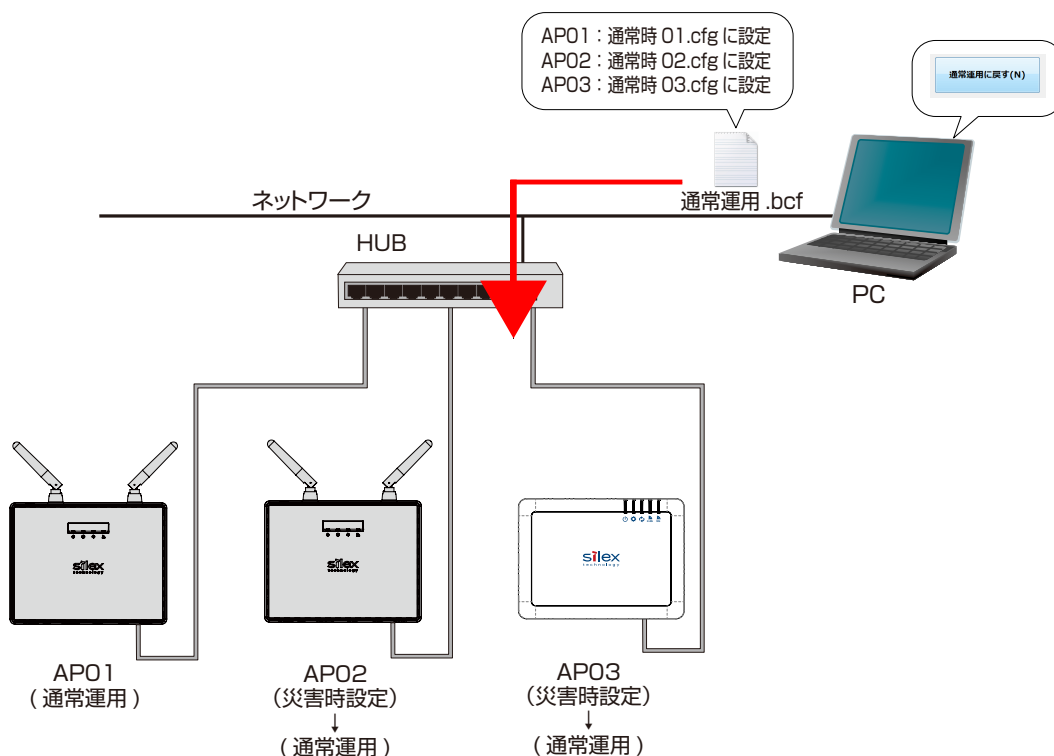 AP01：通常時 01.cfg に設定
AP02：通常時 02.cfg に設定
AP03：通常時 03.cfg に設定
通常運用に戻す(N)
ネットワーク
通常運用 .bcf
HUB
PC
silex
technology
silex
technology
silex
technology
AP01
( 通常運用 )
AP02
（災害時設定）
↓
( 通常運用 )
AP03
（災害時設定）
↓
( 通常運用 )